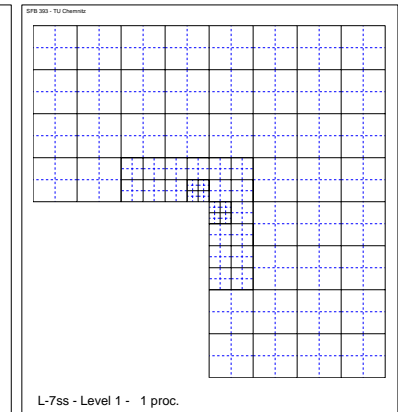 SFB 393 - TU Chemnitz
L-7ss - Level 1 - 1 proc.